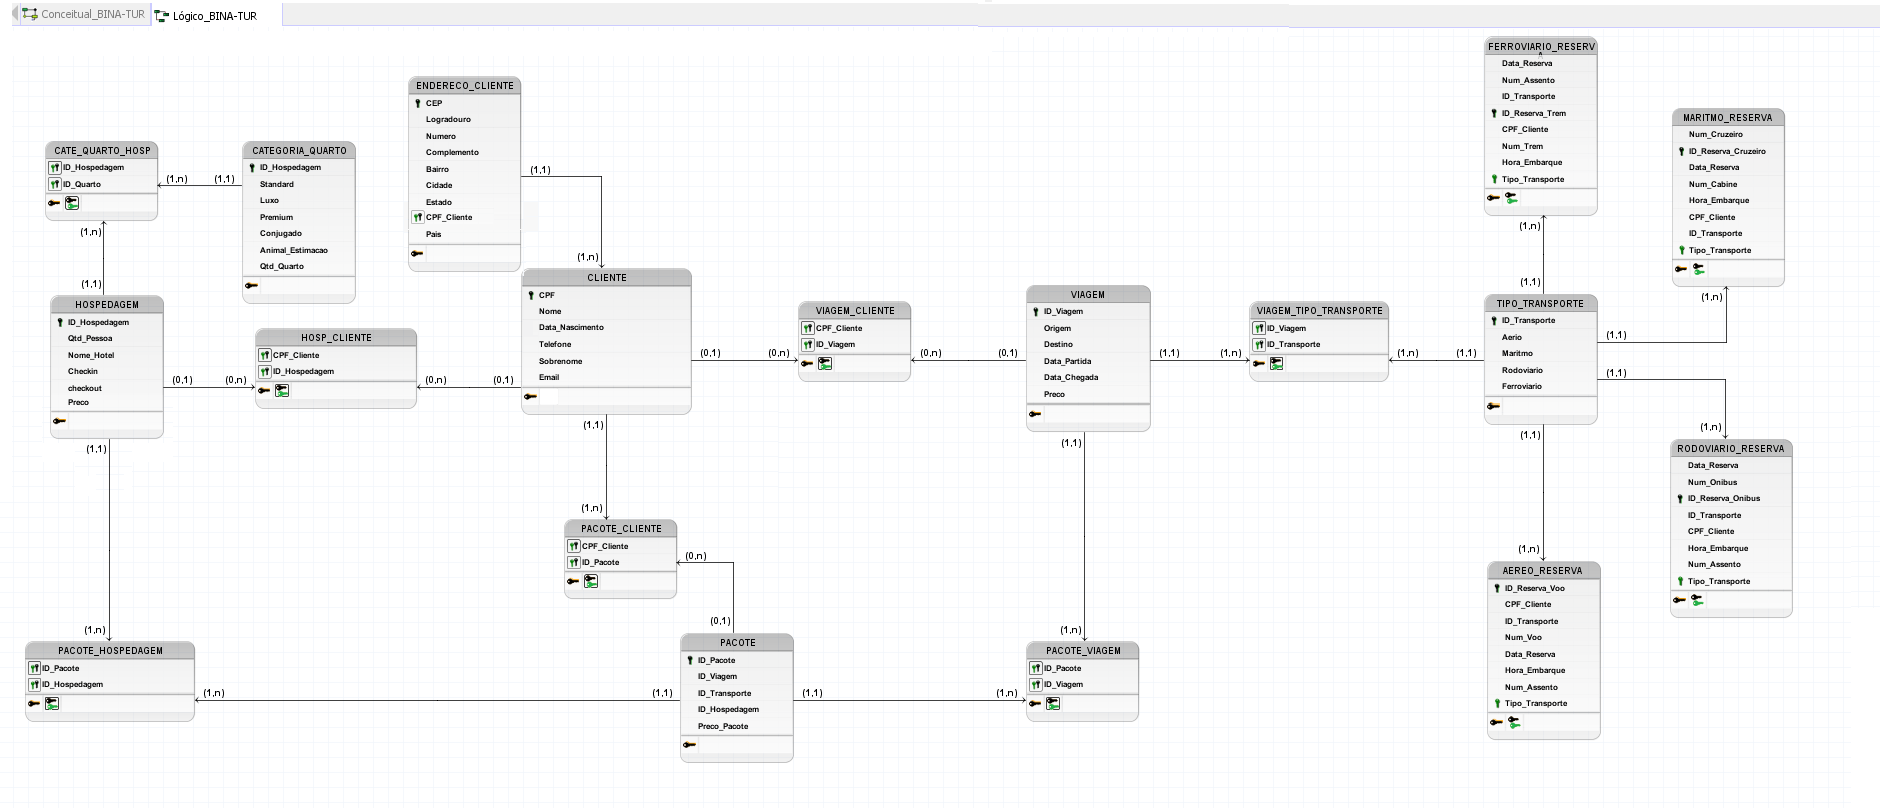 Conceitual_BINA-TUR
Lógico_BINA-TUR
ENDERECO_CLIENTE
CEP
Logradouro
Numero
Complemento
Bairro
Cidade
Estado
CPF_Cliente
Pais
(1,1)
(1,n)
CATE_QUARTO_HOSP
ID_Hospedagem
ID_Quarto
(1,n)
(1,1)
CATEGORIA_QUARTO
ID_Hospedagem
Standard
Luxo
Premium
Conjugado
Animal_Estimacao
Qtd_Quarto
(1,n)
(1,1)
HOSPEDAGEM
ID_Hospedagem
Qtd_Pessoa
Nome_Hotel
Checkin
checkout
Preco
(0,1)
(0,n)
HOSP_CLIENTE
CPF_Cliente
ID_Hospedagem
(0,n)
(0,1)
CLIENTE
CPF
Nome
Data_Nascimento
Telefone
Sobrenome
Email
(0,1)
(0,n)
VIAGEM_CLIENTE
CPF_Cliente
ID_Viagem
(0,n)
(0,1)
VIAGEM
ID_Viagem
Origem
Destino
Data_Partida
Data_Chegada
Preco
(1,1)
(1,n)
VIAGEM_TIPO_TRANSPORTE
ID_Viagem
ID_Transporte
(1,n)
(1,1)
TIPO_TRANSPORTE
ID_Transporte
Aerio
Maritmo
Rodoviario
Ferroviario
(1,1)
(1,n)
FERROVIARIO_RESERV
A
Data_Reserva
Num_Assento
ID_Transporte
ID_Reserva_Trem
CPF_Cliente
Num_Trem
Hora_Embarque
Tipo_Transporte
MARITMO_RESERVA
Num_Cruzeiro
ID_Reserva_Cruzeiro
Data_Reserva
Num_Cabine
Hora_Embarque
CPF_Cliente
ID_Transporte
Tipo_Transporte
(1,n)
(1,1)
(1,1)
(1,n)
RODOVIARIO_RESERVA
Data_Reserva
Num_Onibus
ID_Reserva_Onibus
ID_Transporte
CPF_Cliente
Hora_Embarque
Num_Assento
Tipo_Transporte
(1,1)
(1,n)
AEREO_RESERVA
ID_Reserva_Voo
CPF_Cliente
ID_Transporte
Num_Voo
Data_Reserva
Hora_Embarque
Num_Assento
Tipo_Transporte
(1,1)
(1,n)
PACOTE_CLIENTE
CPF_Cliente
ID_Pacote
(0,n)
(0,1)
PACOTE
ID_Pacote
ID_Viagem
ID_Transporte
ID_Hospedagem
Preco_Pacote
(1,1)
(1,n)
PACOTE_HOSPEDAGEM
ID_Pacote
ID_Hospedagem
(1,n)
(1,1)
(1,1)
(1,n)
(1,1)
(1,n)
PACOTE_VIAGEM
ID_Pacote
ID_Viagem